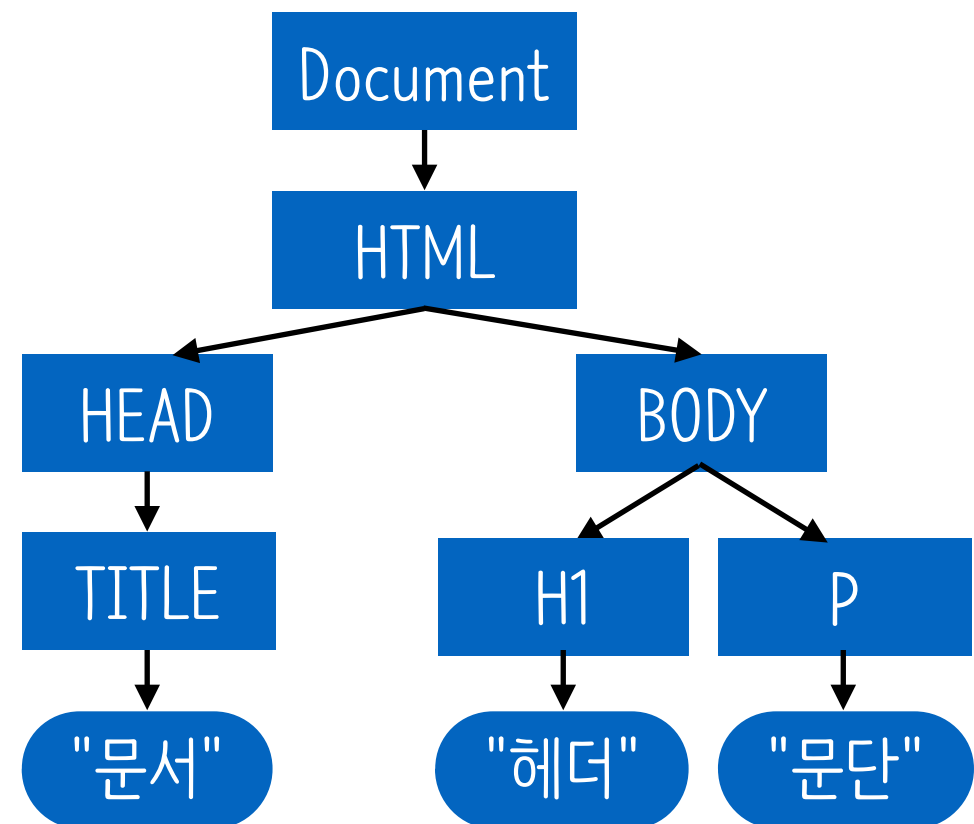 Document
HTML
HEAD
BODY
TITLE
H1
P
"문서"
"헤더"
"문단"